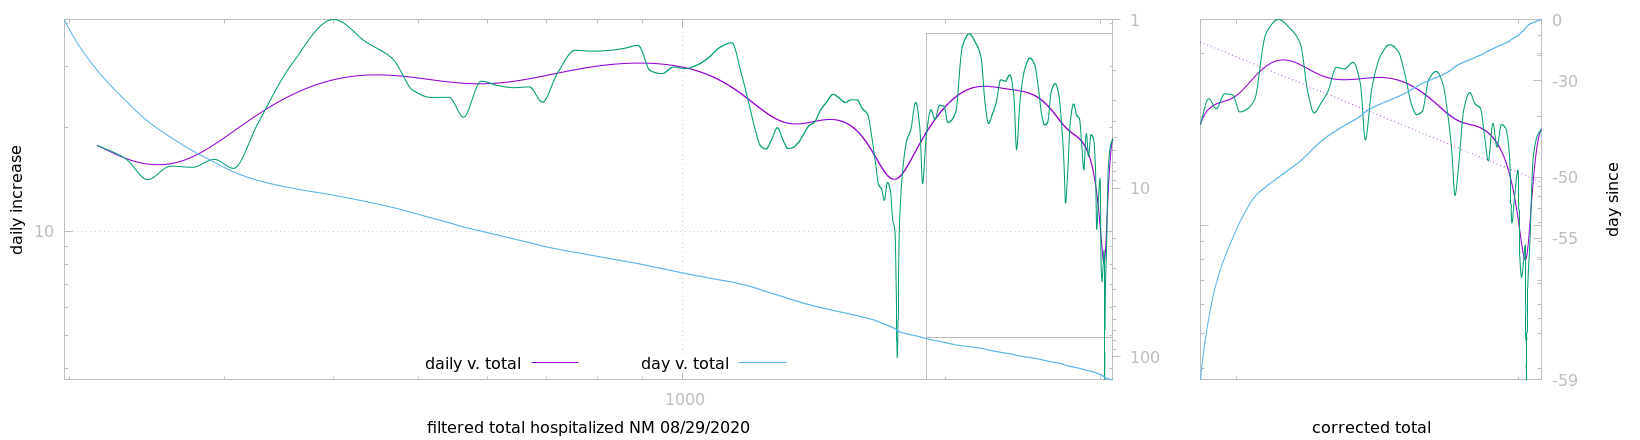 daily increase
10
1
10
100
daily v. total
day v. total
1000
filtered total hospitalized NM 08/29/2020
0
-30
-50
-55
-59
day since
corrected total